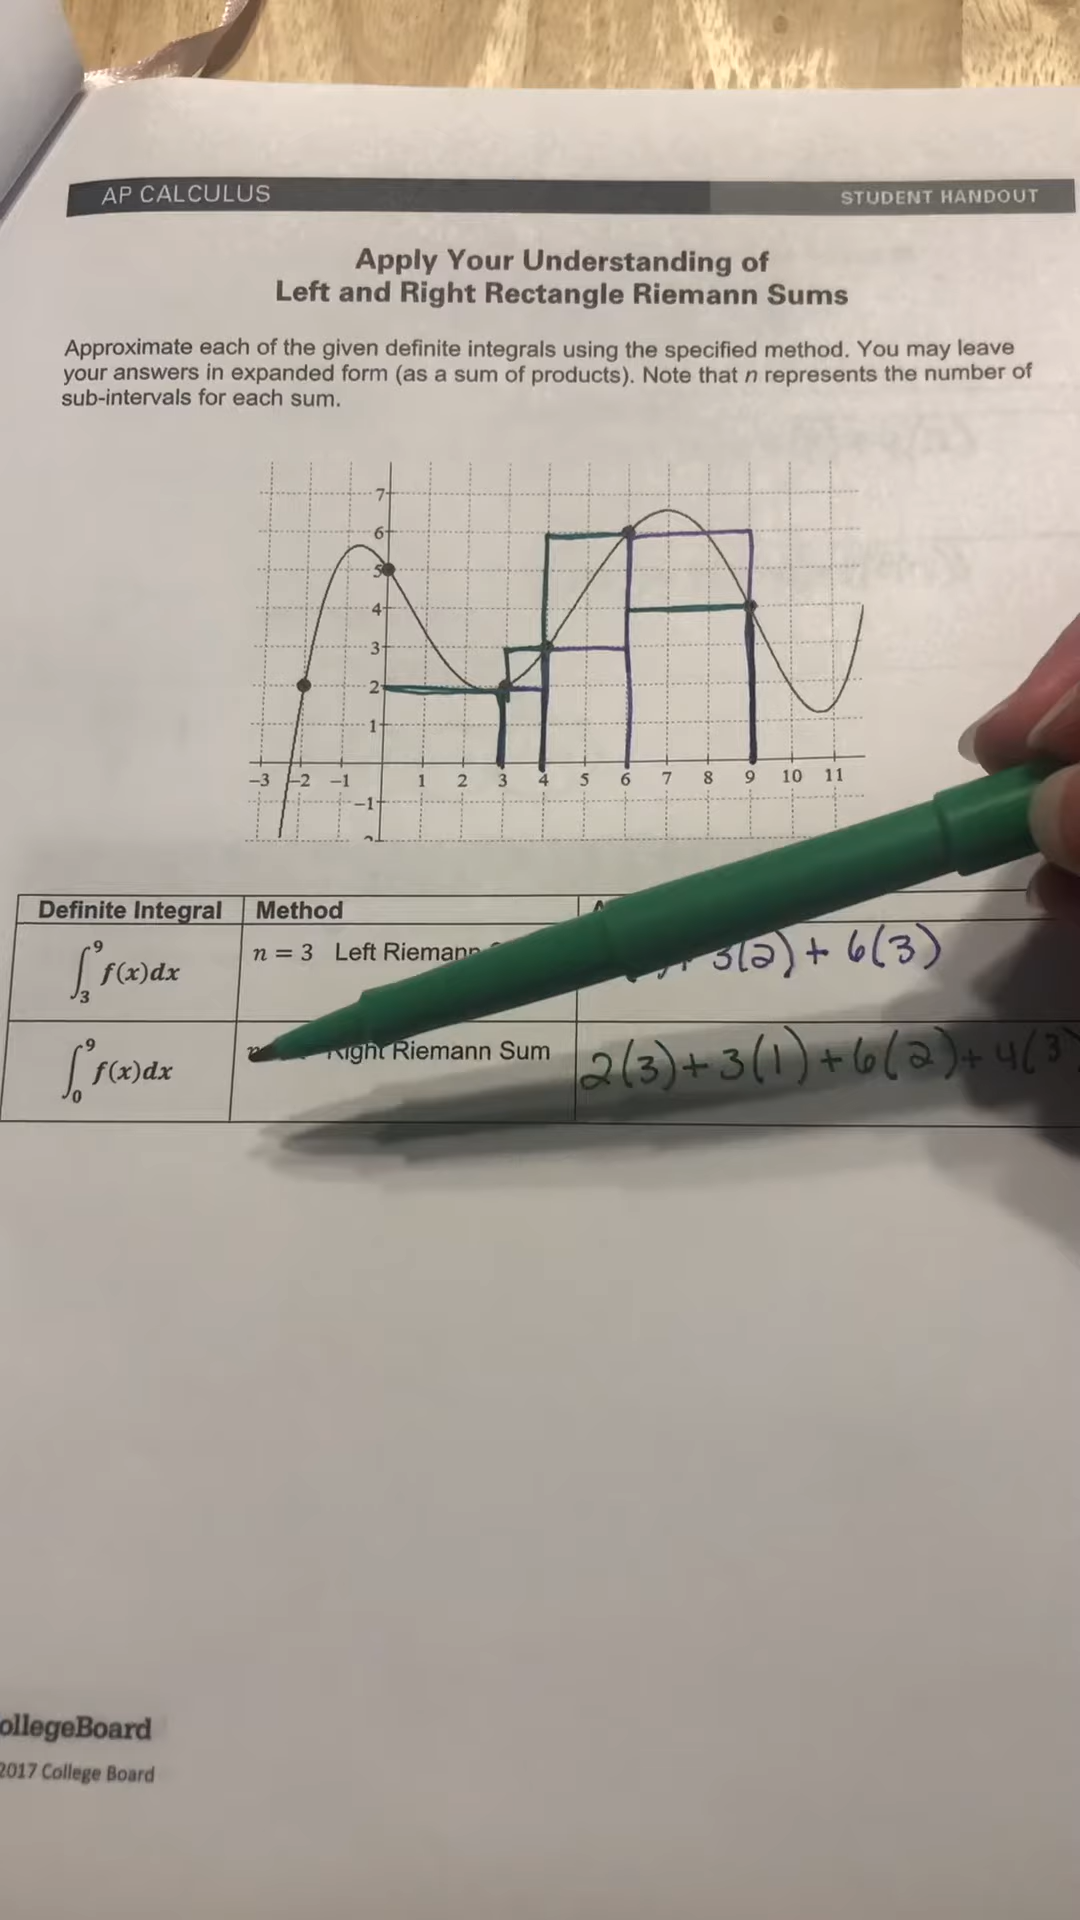 AP CALCULUS
STUDENT HANDOUT
Apply Your Understanding of
Left and Right Rectangle Riemann Sums
Approximate each of the given definite integrals using the specified method. You may leave
your answers in expanded form (as a sum of products). Note that n represents the number of
sub-intervals for each sum.
7
6
5
4
3
2
1
−3 −2 −1 1 2 3 4 5 6 7 8 9 10 11
−1
Definite Integral Method
∫₃⁹ f(x)dx n = 3 Left Riemann 3(2) + 6(3)
∫₀⁹ f(x)dx Right Riemann Sum 2(3) + 3(1) + 6(2) + 4(3
ollegeBoard
2017 College Board